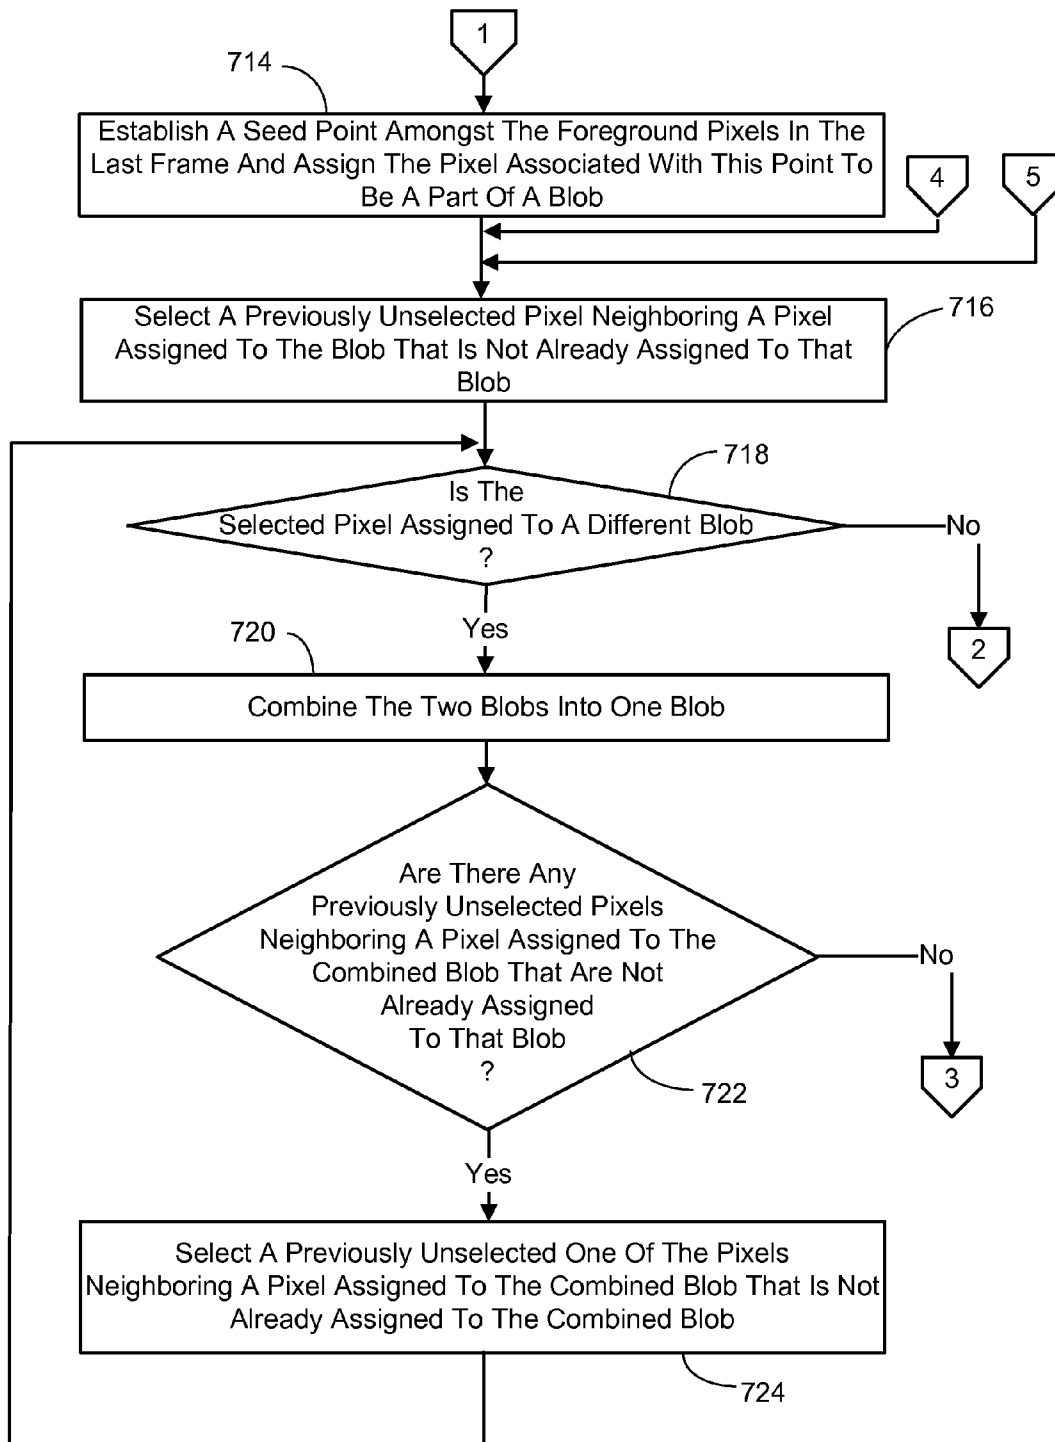 1
714
Establish A Seed Point Amongst The Foreground Pixels In The
Last Frame And Assign The Pixel Associated With This Point To
Be A Part Of A Blob
4
5
Select A Previously Unselected Pixel Neighboring A Pixel
Assigned To The Blob That Is Not Already Assigned To That
Blob
716
718
Is The
Selected Pixel Assigned To A Different Blob
?
No
Yes
2
720
Combine The Two Blobs Into One Blob
Are There Any
Previously Unselected Pixels
Neighboring A Pixel Assigned To The
Combined Blob That Are Not
Already Assigned
To That Blob
?
No
3
722
Yes
Select A Previously Unselected One Of The Pixels
Neighboring A Pixel Assigned To The Combined Blob That Is Not
Already Assigned To The Combined Blob
724